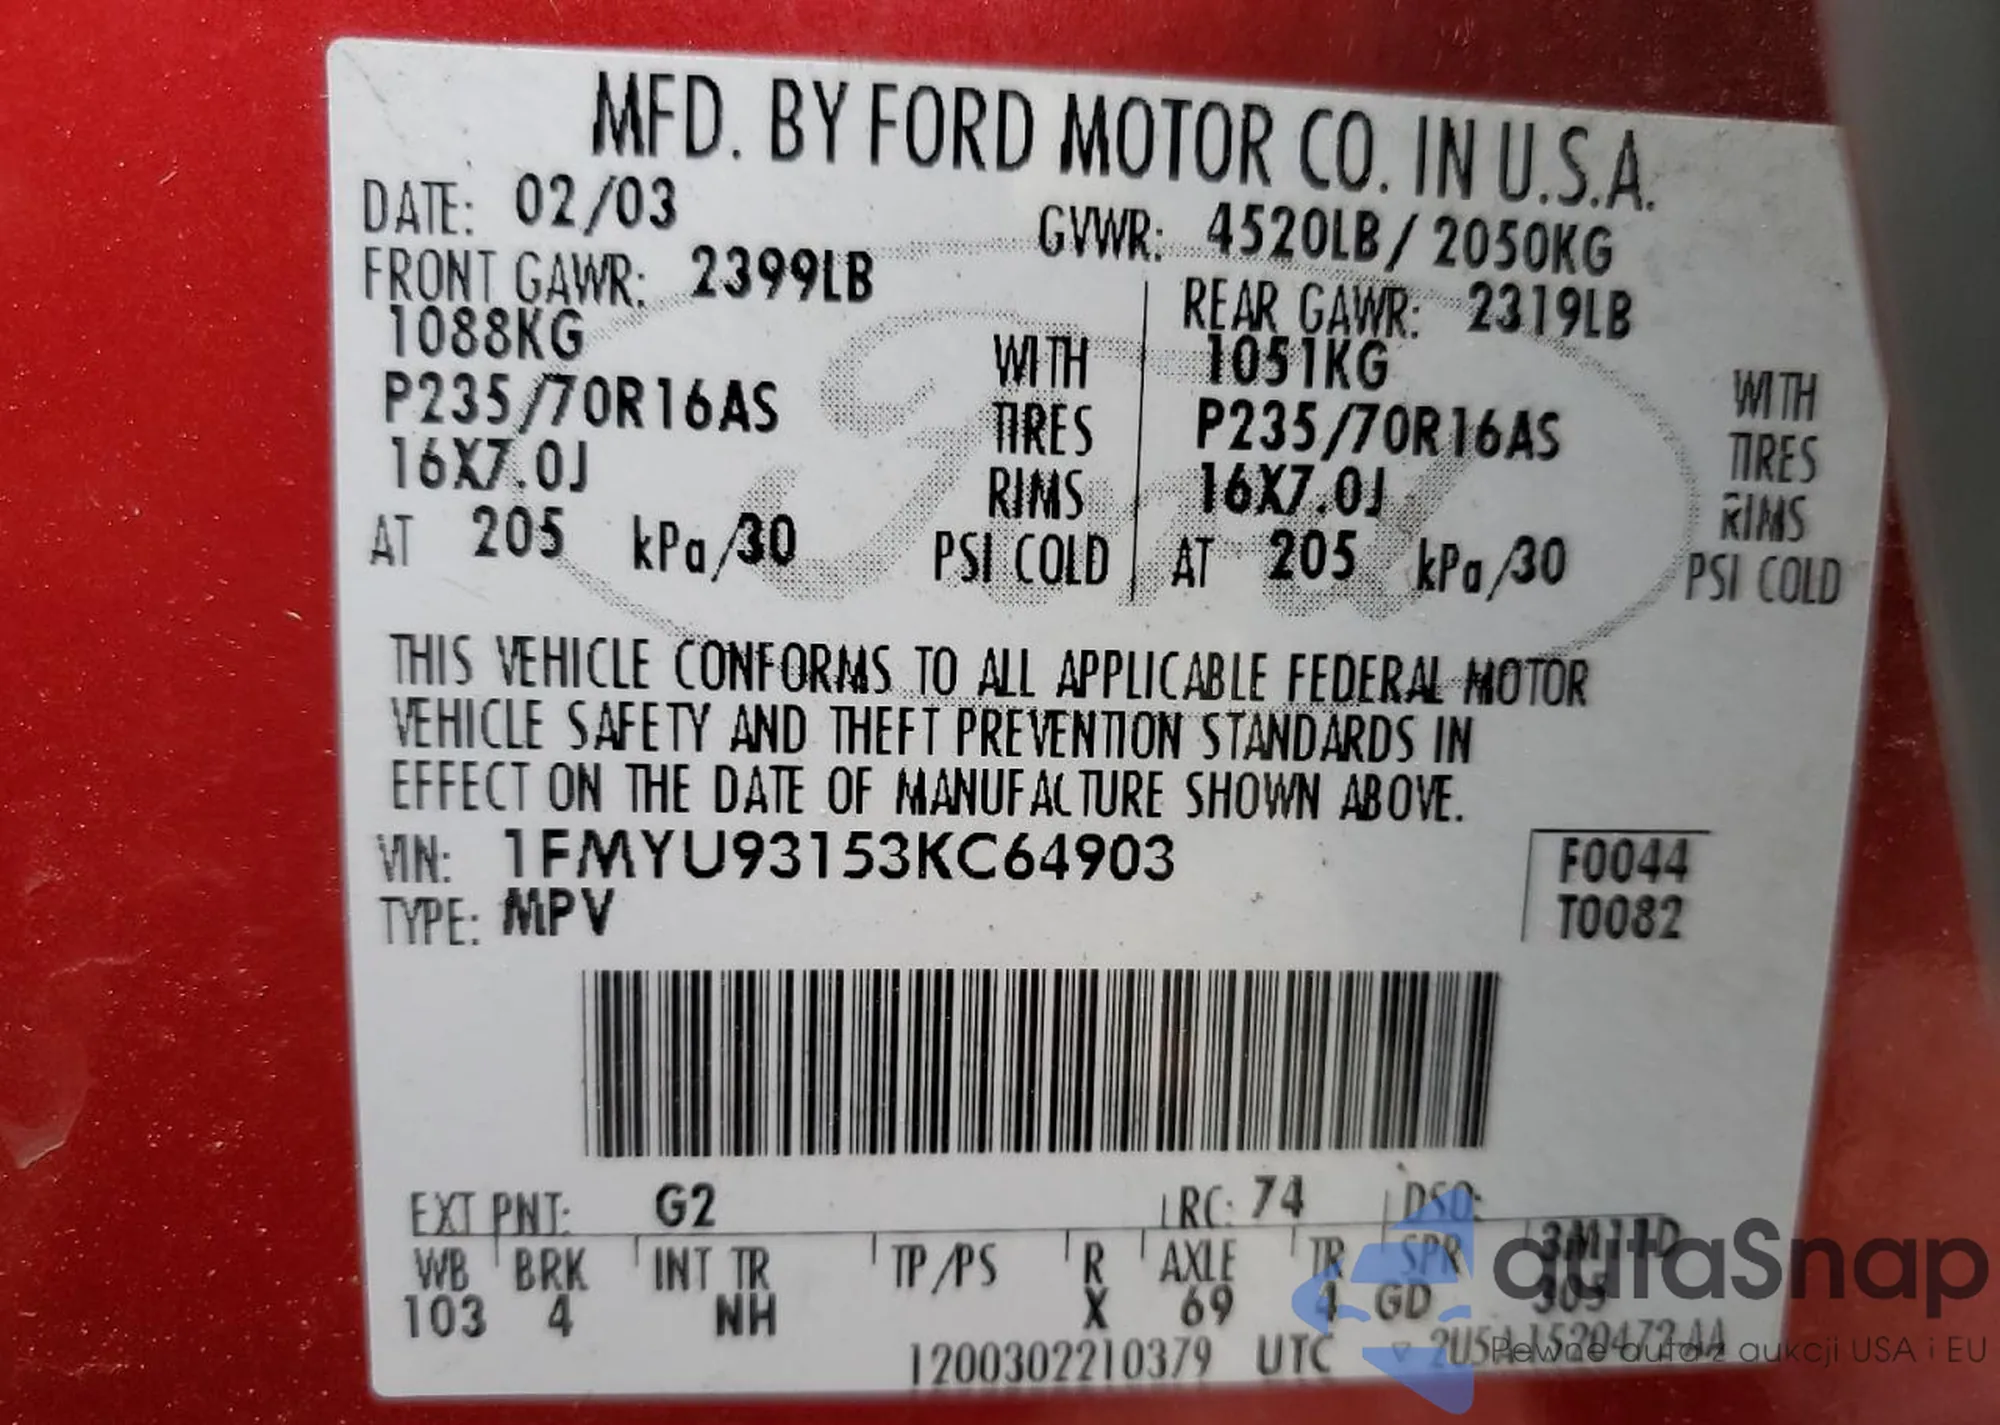 MFD. BY FORD MOTOR CO. IN U.S.A.
DATE: 02/03
GVWR: 4520LB/2050KG
FRONT GAWR: 2399LB
1088KG WITH
P235/70R16AS TIRES
16X7.0J RIMS
AT 205 kPa/30 PSI COLD
REAR GAWR: 2319LB
1051KG WITH
P235/70R16AS TIRES
16X7.0J RIMS
AT 205 kPa/30 PSI COLD
THIS VEHICLE CONFORMS TO ALL APPLICABLE FEDERAL MOTOR
VEHICLE SAFETY AND THEFT PREVENTION STANDARDS IN
EFFECT ON THE DATE OF MANUFACTURE SHOWN ABOVE.
VIN: 1FMYU93153KC64903
TYPE: MPV
F0044
T0082
EXT PNT: G2 RC: 74 DSO:
WB BRK INT TR TP/PS R AXLE TR SPR
103 4 NH X 69 4 GD
1200302210379 UTC
Ford
autaSnap
Pewne auta z aukcji USA i EU